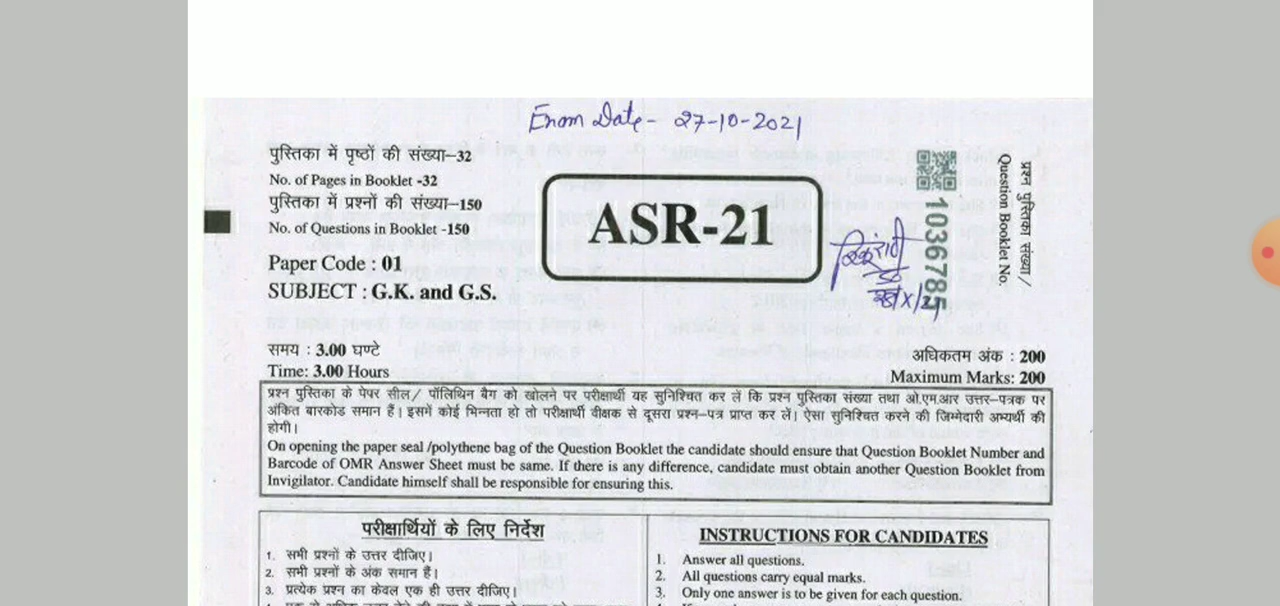 Exam Date - 27-10-2021
पुस्तिका में पृष्ठों की संख्या–32
No. of Pages in Booklet -32
पुस्तिका में प्रश्नों की संख्या–150
No. of Questions in Booklet -150
Paper Code : 01
SUBJECT : G.K. and G.S.
ASR-21
1036785
प्रश्न पुस्तिका संख्या /
Question Booklet No.
समय : 3.00 घण्टे
Time: 3.00 Hours
अधिकतम अंक : 200
Maximum Marks: 200
प्रश्न पुस्तिका के पेपर सील / पॉलिथिन बैग को खोलने पर परीक्षार्थी यह सुनिश्चित कर लें कि प्रश्न पुस्तिका संख्या तथा ओ.एम.आर उत्तर–पत्रक पर
अंकित बारकोड समान हैं। इसमें कोई भिन्नता हो तो परीक्षार्थी वीक्षक से दूसरा प्रश्न–पत्र प्राप्त कर लें। ऐसा सुनिश्चित करने की जिम्मेदारी अभ्यर्थी की
होगी।
On opening the paper seal /polythene bag of the Question Booklet the candidate should ensure that Question Booklet Number and
Barcode of OMR Answer Sheet must be same. If there is any difference, candidate must obtain another Question Booklet from
Invigilator. Candidate himself shall be responsible for ensuring this.
परीक्षार्थियों के लिए निर्देश
1. सभी प्रश्नों के उत्तर दीजिए।
2. सभी प्रश्नों के अंक समान हैं।
3. प्रत्येक प्रश्न का केवल एक ही उत्तर दीजिए।
INSTRUCTIONS FOR CANDIDATES
1. Answer all questions.
2. All questions carry equal marks.
3. Only one answer is to be given for each question.